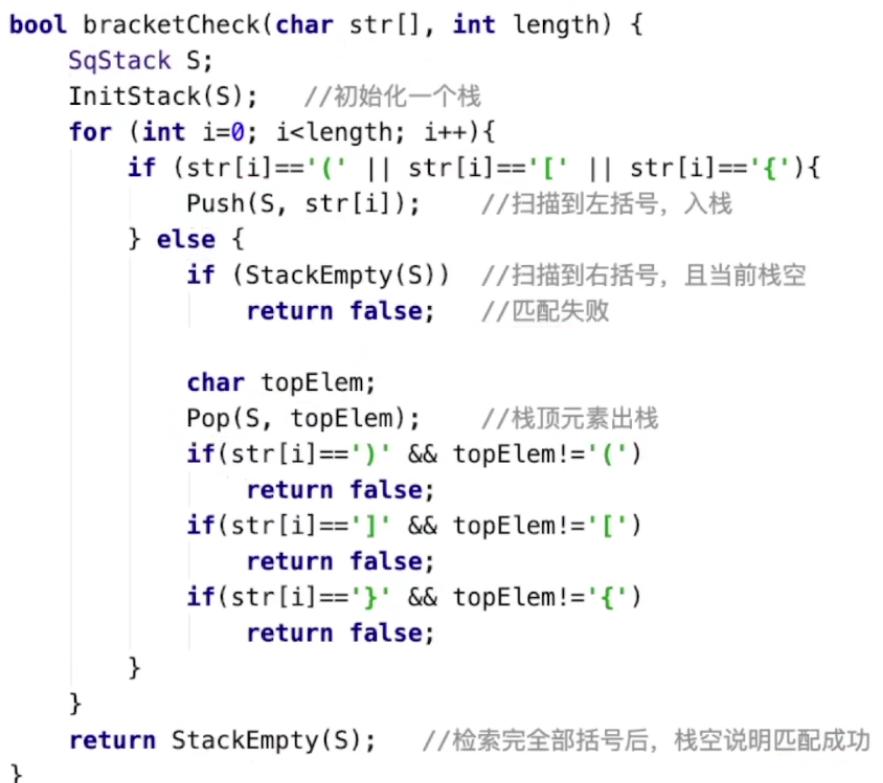 bool bracketCheck(char str[], int length) {
    SqStack S;
    InitStack(S);   //初始化一个栈
    for (int i=0; i<length; i++){
        if (str[i]=='(' || str[i]=='[' || str[i]=='{'){
            Push(S, str[i]);    //扫描到左括号，入栈
        } else {
            if (StackEmpty(S))  //扫描到右括号，且当前栈空
                return false;   //匹配失败

            char topElem;
            Pop(S, topElem);    //栈顶元素出栈
            if(str[i]==')' && topElem!='(')
                return false;
            if(str[i]==']' && topElem!='[')
                return false;
            if(str[i]=='}' && topElem!='{')
                return false;
        }
    }
    return StackEmpty(S);   //检索完全部括号后，栈空说明匹配成功
}